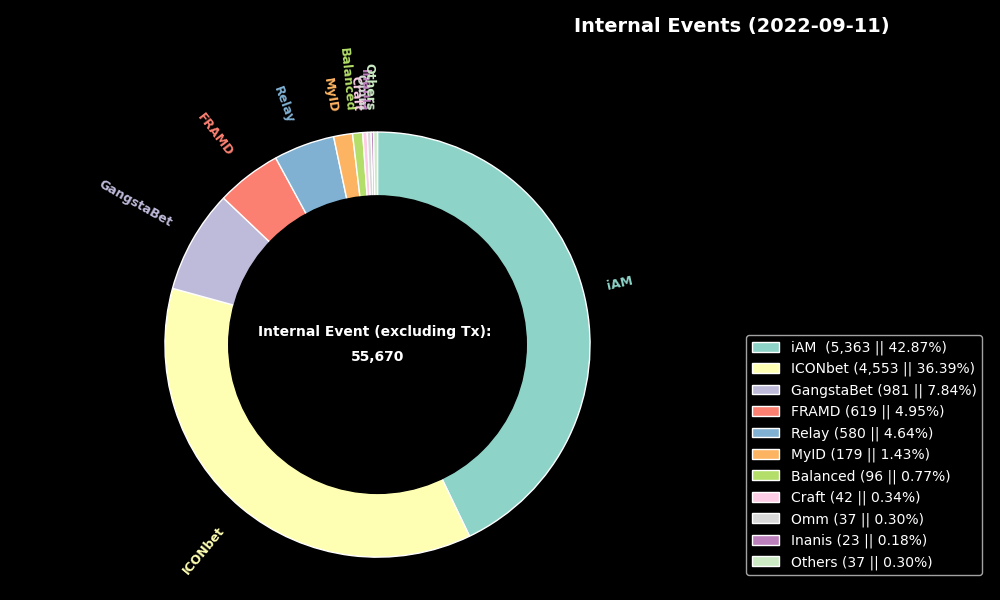 Internal Events (2022-09-11)
Others
Inanis
Omm
Craft
Balanced
MyID
Relay
FRAMD
GangstaBet
iAM
ICONbet
Internal Event (excluding Tx):
55,670
iAM  (5,363 || 42.87%)
ICONbet (4,553 || 36.39%)
GangstaBet (981 || 7.84%)
FRAMD (619 || 4.95%)
Relay (580 || 4.64%)
MyID (179 || 1.43%)
Balanced (96 || 0.77%)
Craft (42 || 0.34%)
Omm (37 || 0.30%)
Inanis (23 || 0.18%)
Others (37 || 0.30%)